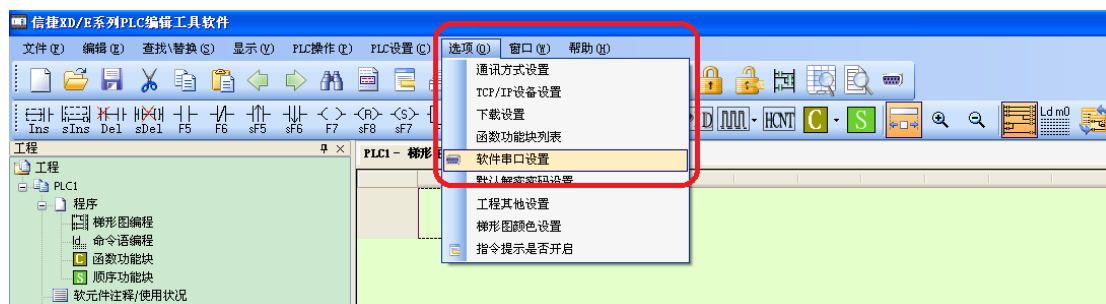 信捷XD/E系列PLC编辑工具软件
文件(F) 编辑(E) 查找\替换(S) 显示(V) PLC操作(P) PLC设置(C) 选项(O) 窗口(W) 帮助(H)
通讯方式设置
TCP/IP设备设置
下载设置
函数功能块列表
软件串口设置
默认解密密码设置
工程其他设置
梯形图颜色设置
指令提示是否开启
Ins sIns Del sDel F5 F6 sF5 sF6 F7 sF8 sF7
D HCNT C S Ld m0
工程
PLC1 - 梯形
工程
PLC1
程序
梯形图编程
命令语编程
函数功能块
顺序功能块
软元件注释/使用状况